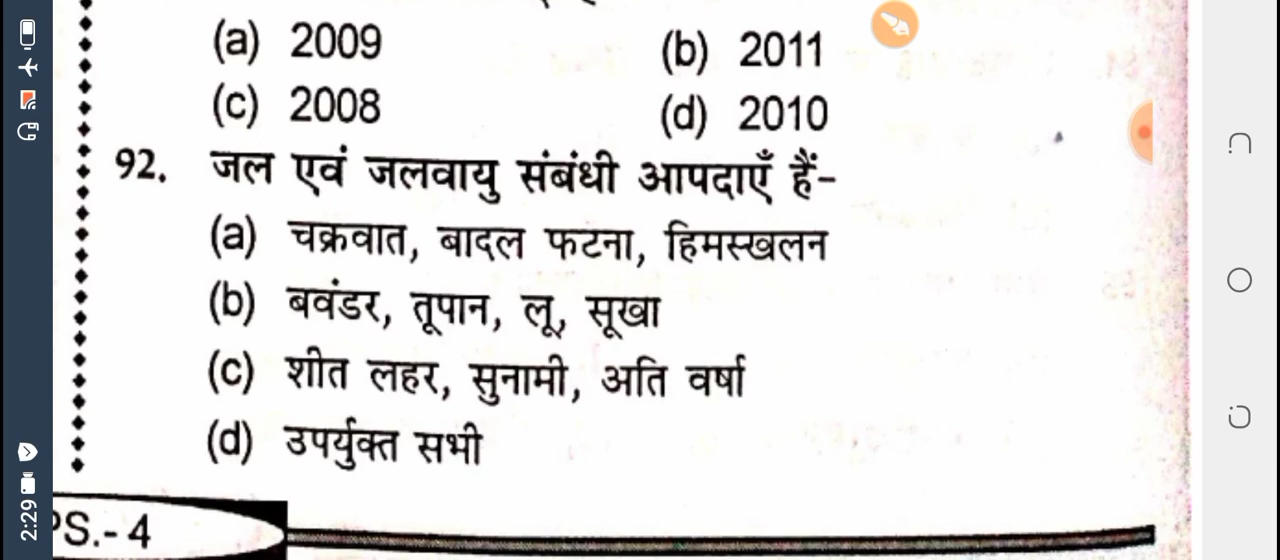 (a) 2009 (b) 2011
(c) 2008 (d) 2010
92. जल एवं जलवायु संबंधी आपदाएँ हैं-
(a) चक्रवात, बादल फटना, हिमस्खलन
(b) बवंडर, तूपान, लू, सूखा
(c) शीत लहर, सुनामी, अति वर्षा
(d) उपर्युक्त सभी
PS.- 4
2:29